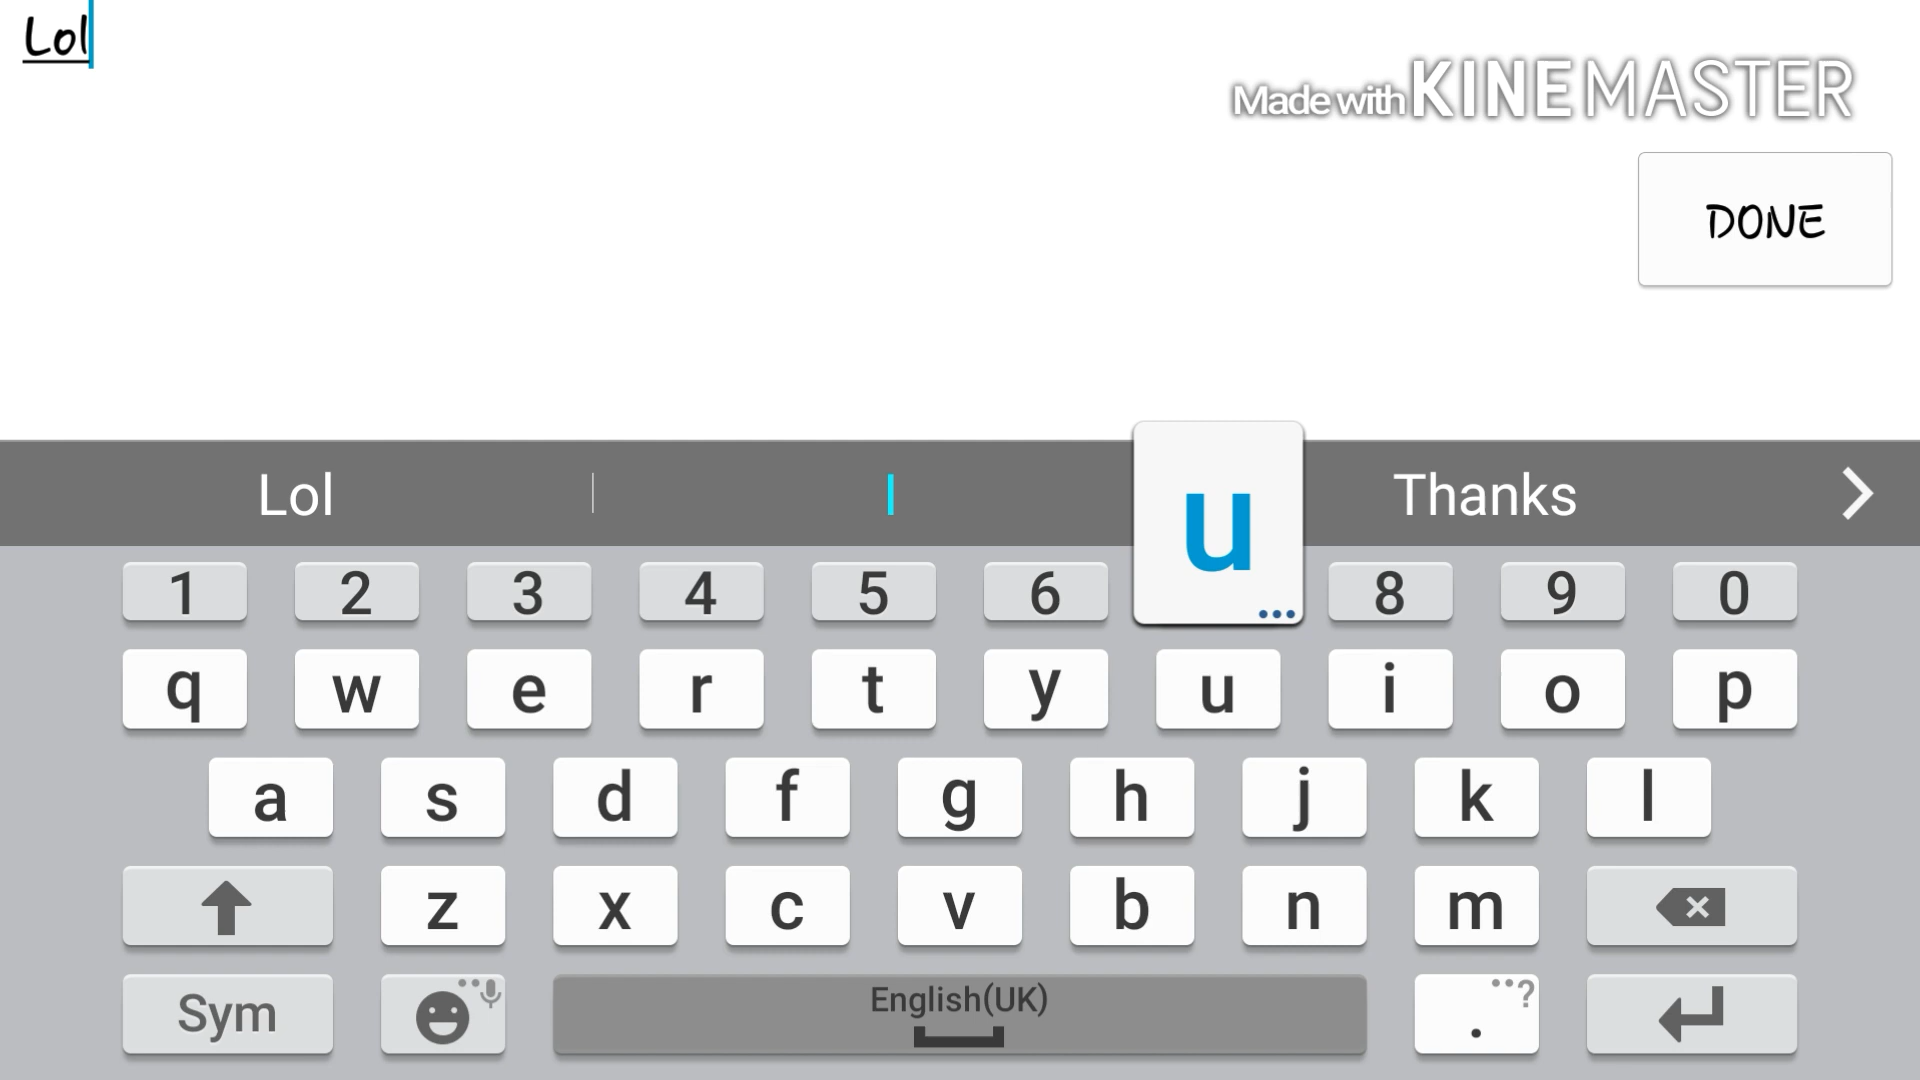 Lol
Made with KINEMASTER
DONE
Lol Thanks
u
1 2 3 4 5 6 8 9 0
q w e r t y u i o p
a s d f g h j k l
z x c v b n m
Sym English(UK) . ?